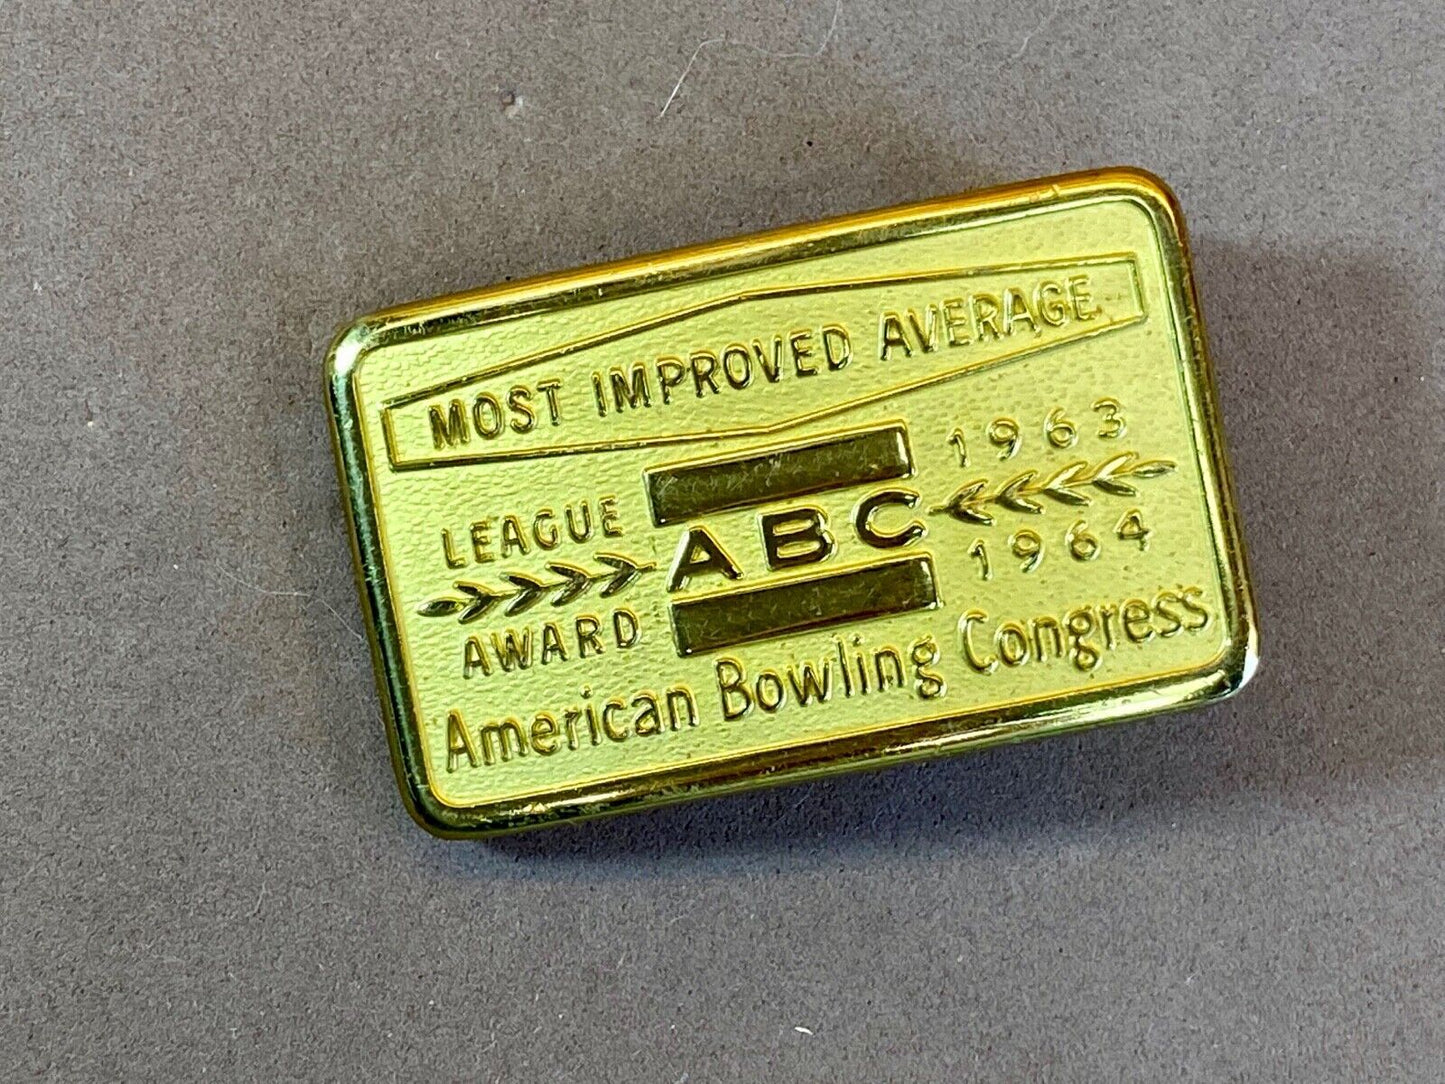 MOST IMPROVED AVERAGE
LEAGUE
AWARD
ABC
1963
1964
American Bowling Congress